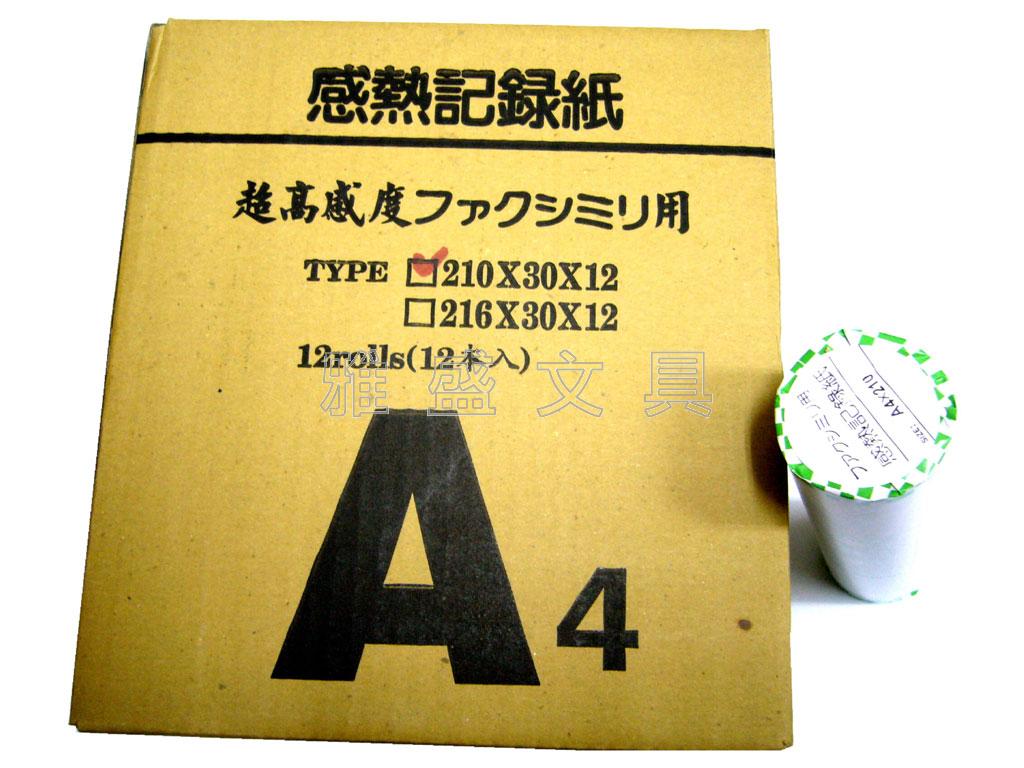 感熱記録紙
超高感度ファクシミリ用
TYPE □210X30X12
□216X30X12
12rolls(12本入)
雅盛文具
A4
ファクシミリ用
感熱記録紙
SIZE: A4X210